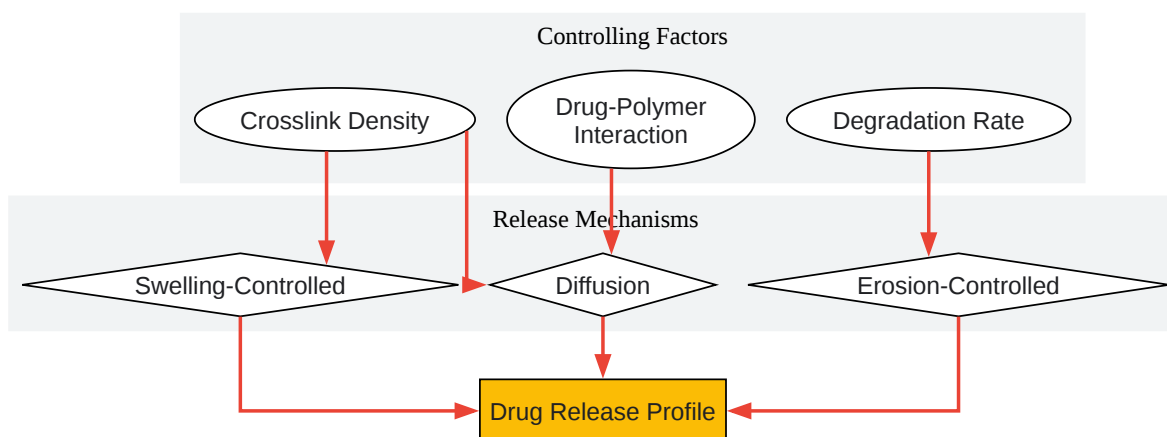 Controlling Factors
Crosslink Density
Drug-Polymer
Interaction
Degradation Rate
Release Mechanisms
Swelling-Controlled
Diffusion
Erosion-Controlled
Drug Release Profile